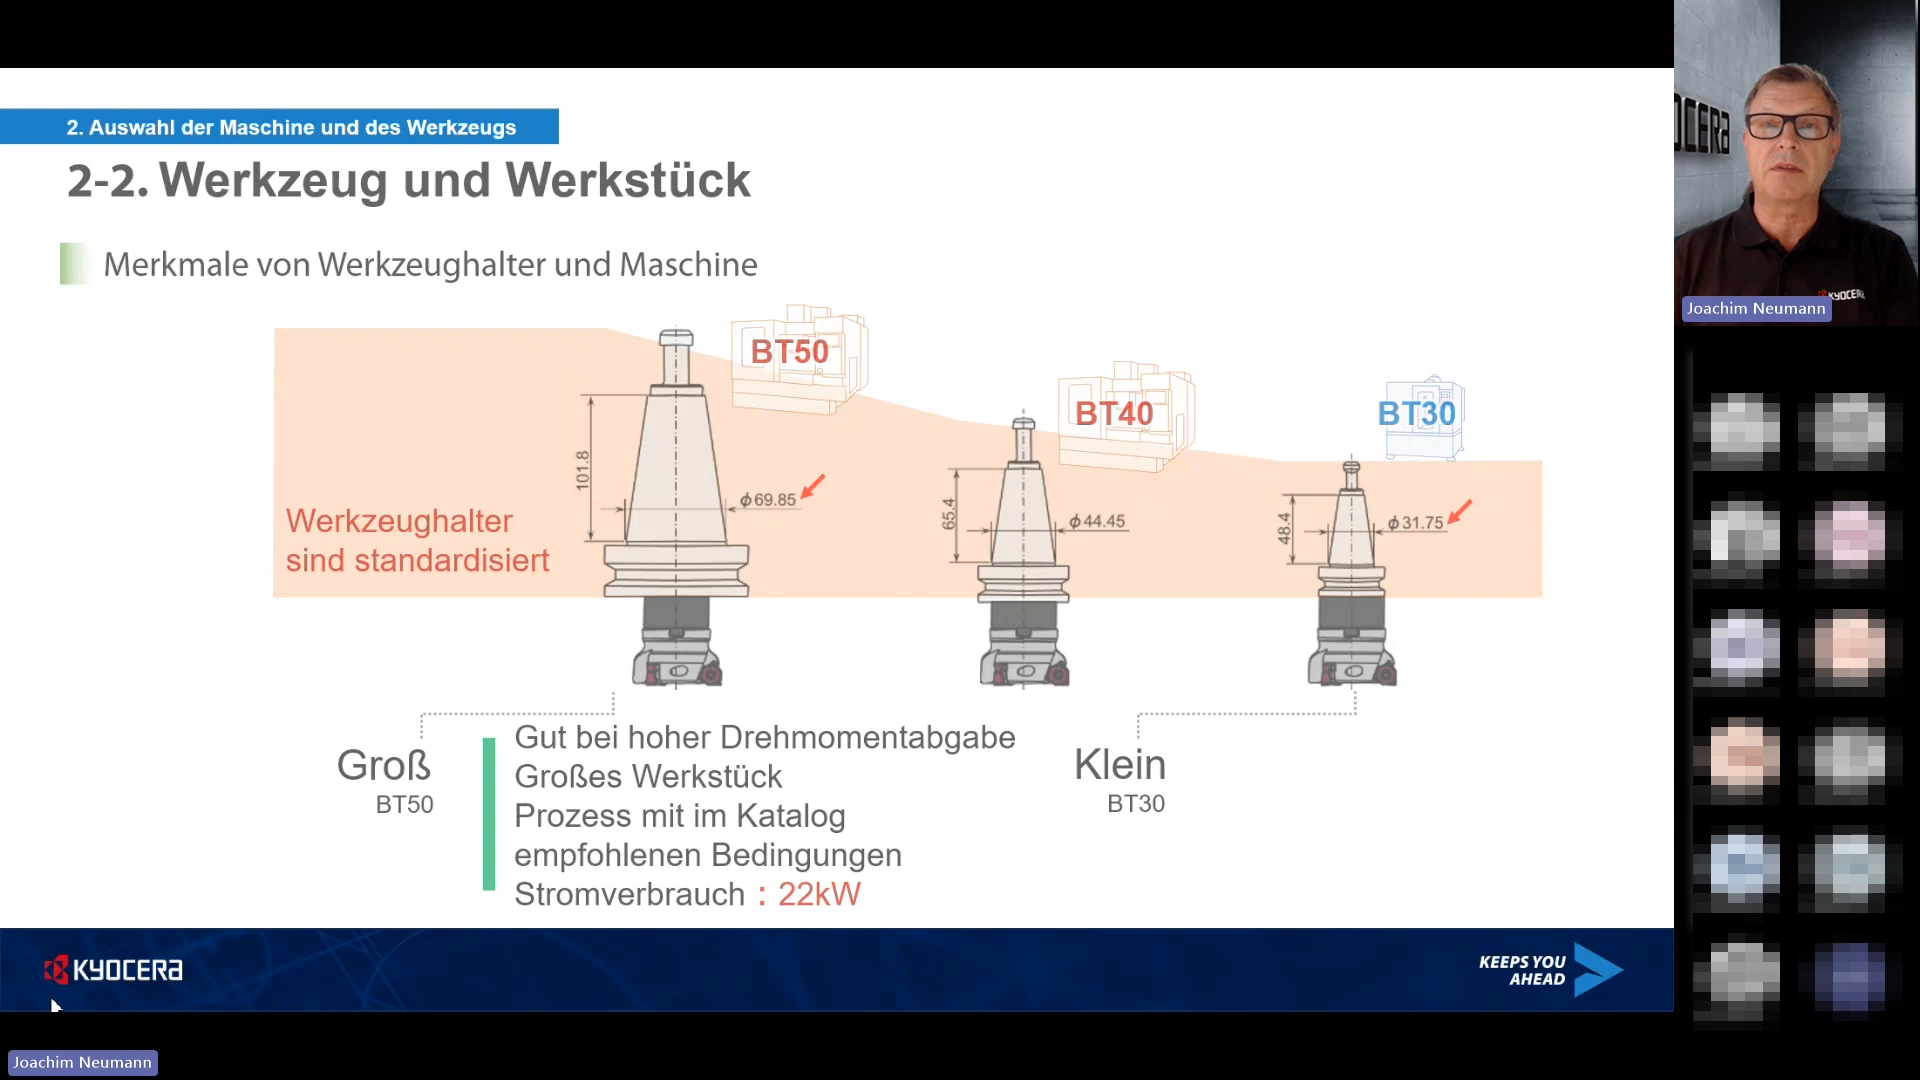 2. Auswahl der Maschine und des Werkzeugs
2-2. Werkzeug und Werkstück
Merkmale von Werkzeughalter und Maschine
BT50
BT40
BT30
101.8
ϕ69.85
65.4
ϕ44.45
48.4
ϕ31.75
Werkzeughalter
sind standardisiert
Groß
BT50
Gut bei hoher Drehmomentabgabe
Großes Werkstück
Prozess mit im Katalog
empfohlenen Bedingungen
Stromverbrauch : 22kW
Klein
BT30
KYOCERA
KEEPS YOU
AHEAD
Joachim Neumann
OCERA
KYOCERA
Joachim Neumann